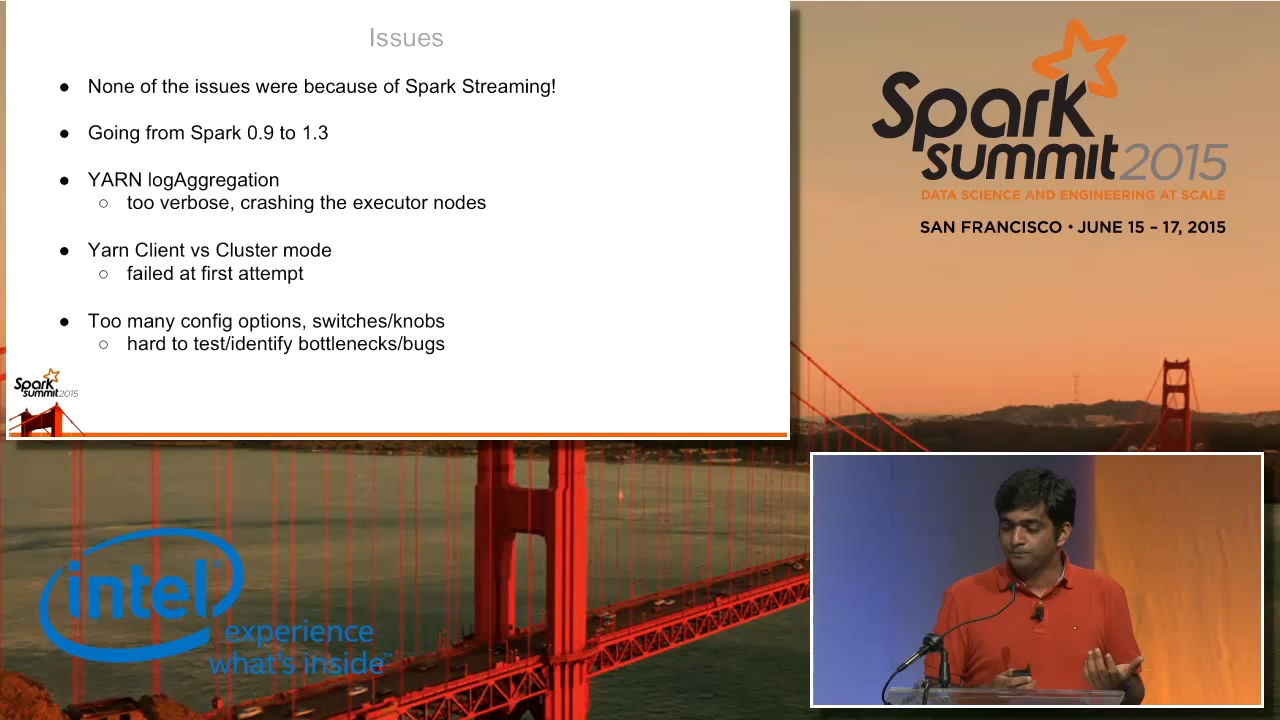 Issues
● None of the issues were because of Spark Streaming!
● Going from Spark 0.9 to 1.3
● YARN logAggregation
○ too verbose, crashing the executor nodes
● Yarn Client vs Cluster mode
○ failed at first attempt
● Too many config options, switches/knobs
○ hard to test/identify bottlenecks/bugs
Spark
summit2015
Spark
summit 2015
DATA SCIENCE AND ENGINEERING AT SCALE
SAN FRANCISCO • JUNE 15 – 17, 2015
intel®
experience
what's inside™